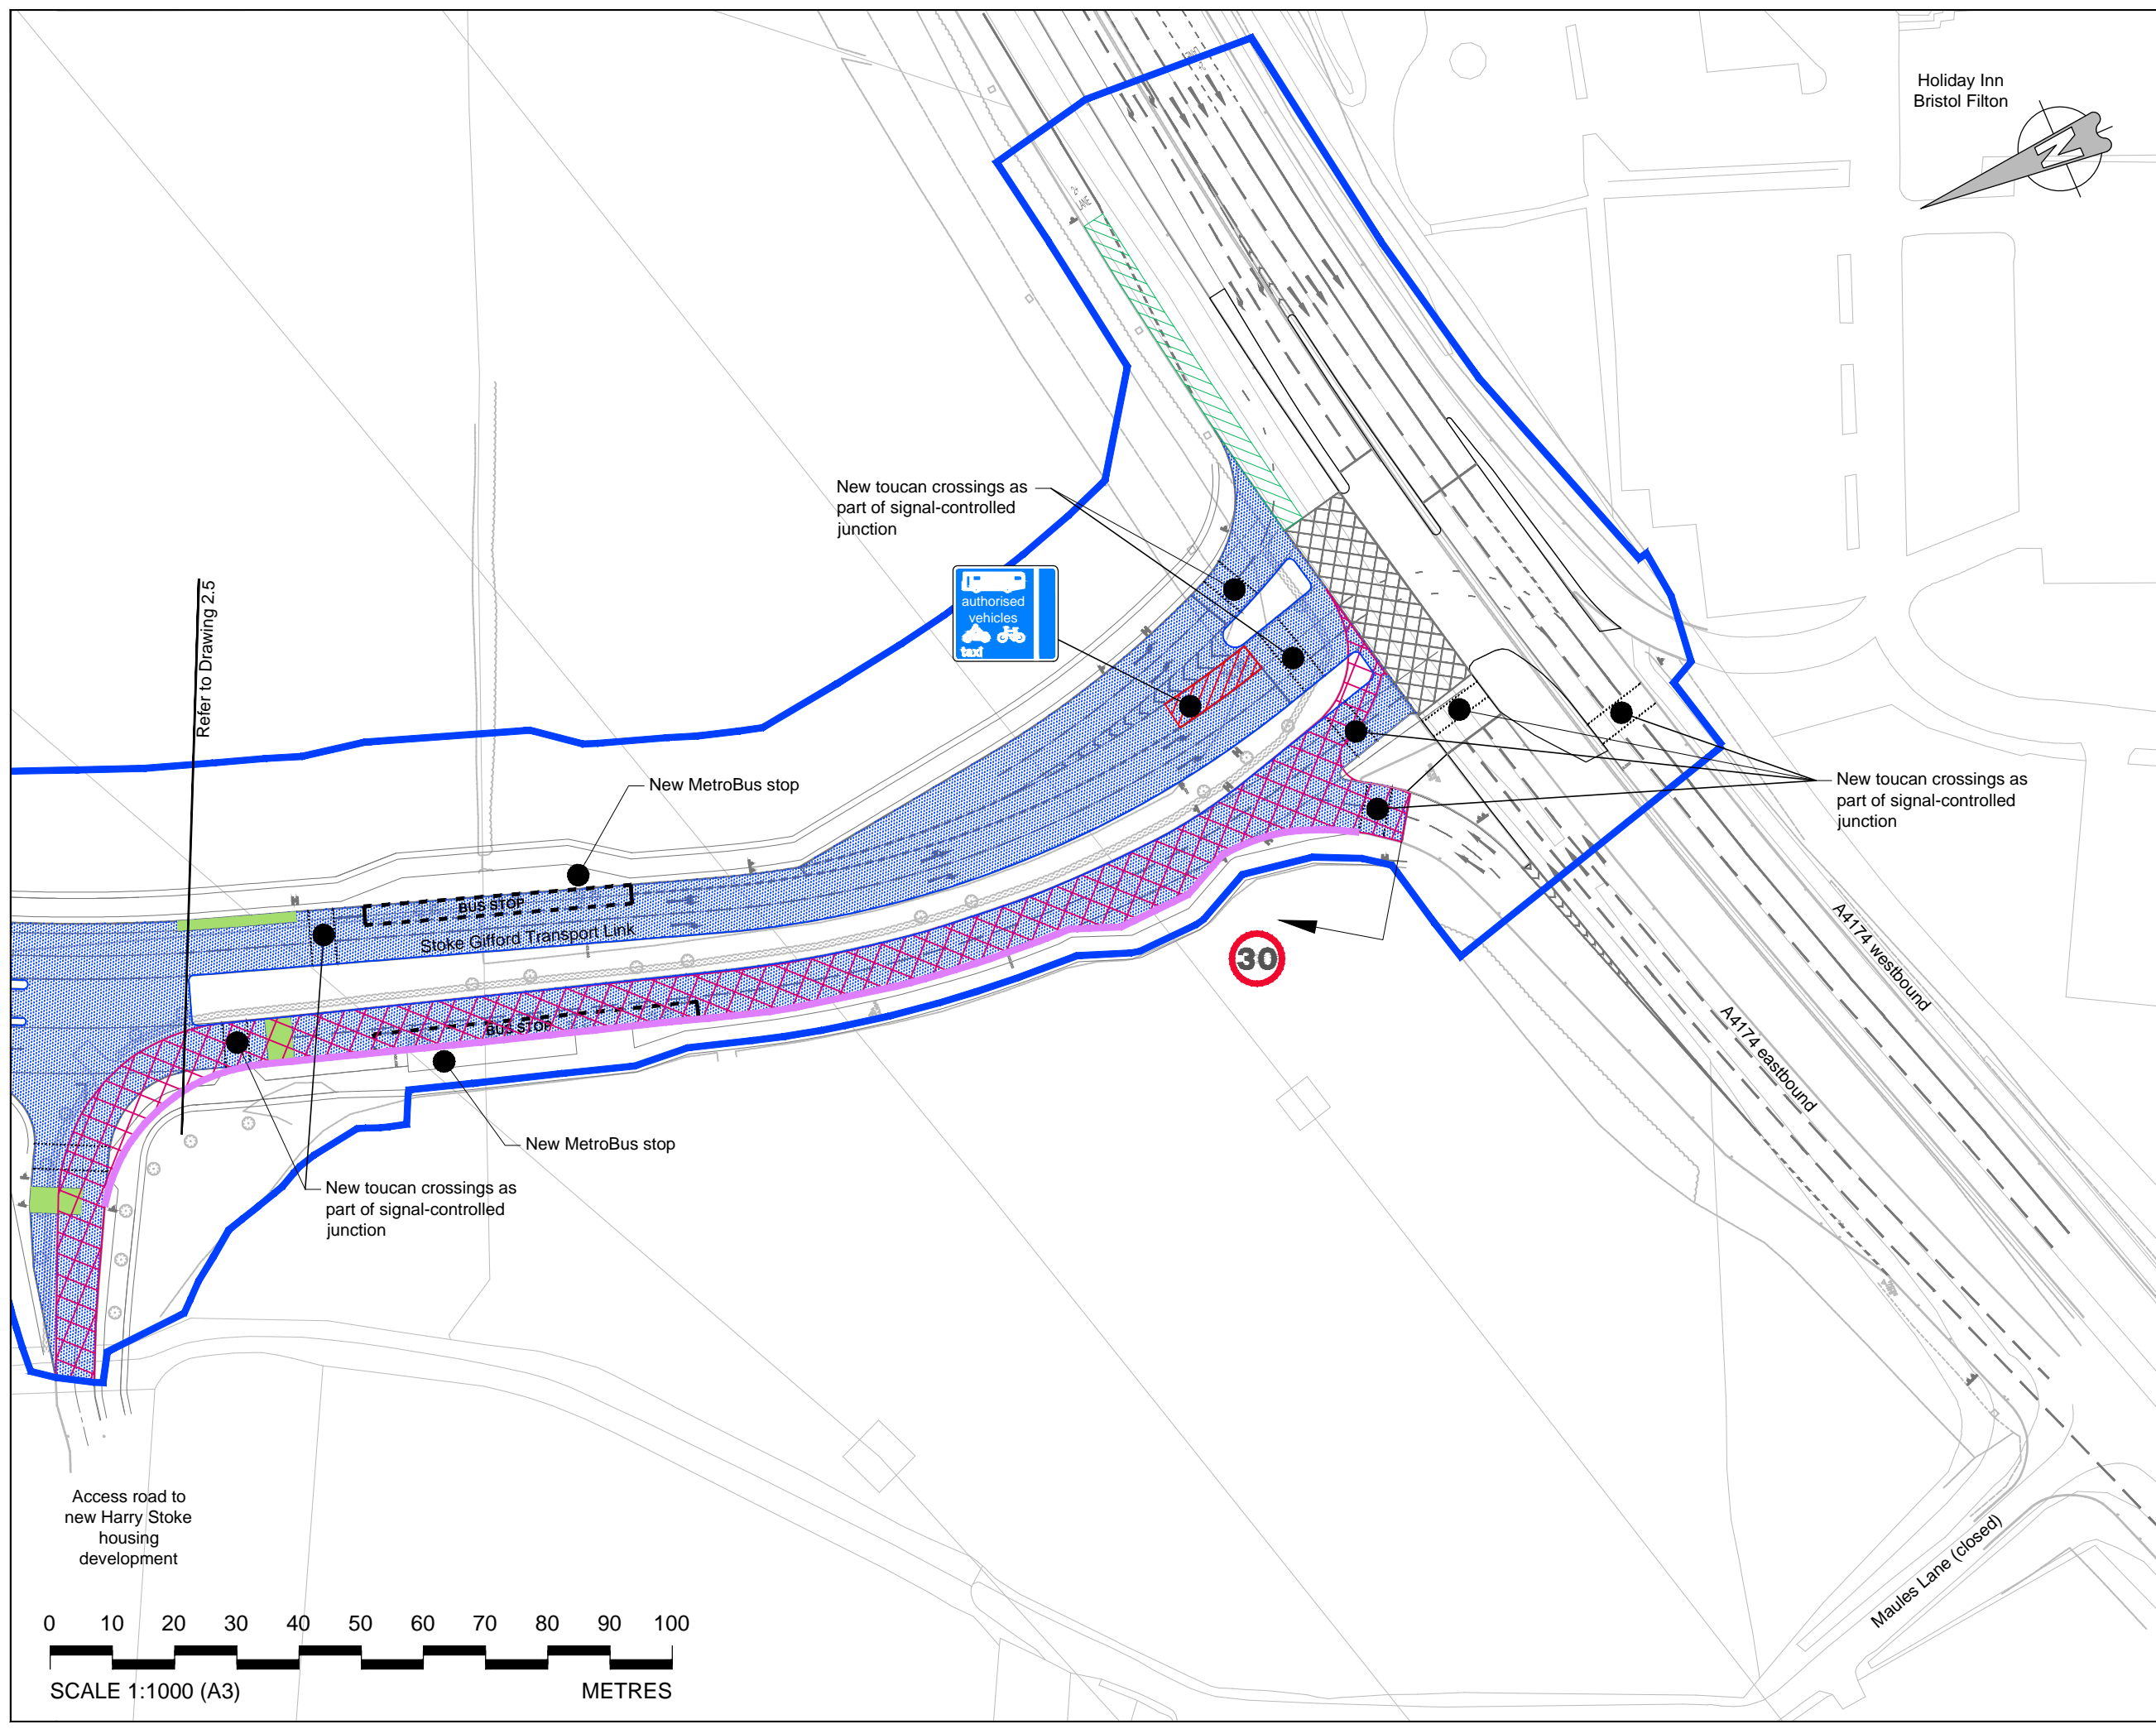 Holiday Inn
Bristol Filton
N
LANE
New toucan crossings as
part of signal-controlled
junction
authorised
vehicles
taxi
Refer to Drawing 2.5
New MetroBus stop
New toucan crossings as
part of signal-controlled
junction
BUS STOP
Stoke Gifford Transport Link
30
A4174 westbound
A4174 eastbound
BUS STOP
New MetroBus stop
New toucan crossings as
part of signal-controlled
junction
Access road to
new Harry Stoke
housing
development
Maules Lane (closed)
0 10 20 30 40 50 60 70 80 90 100
SCALE 1:1000 (A3) METRES